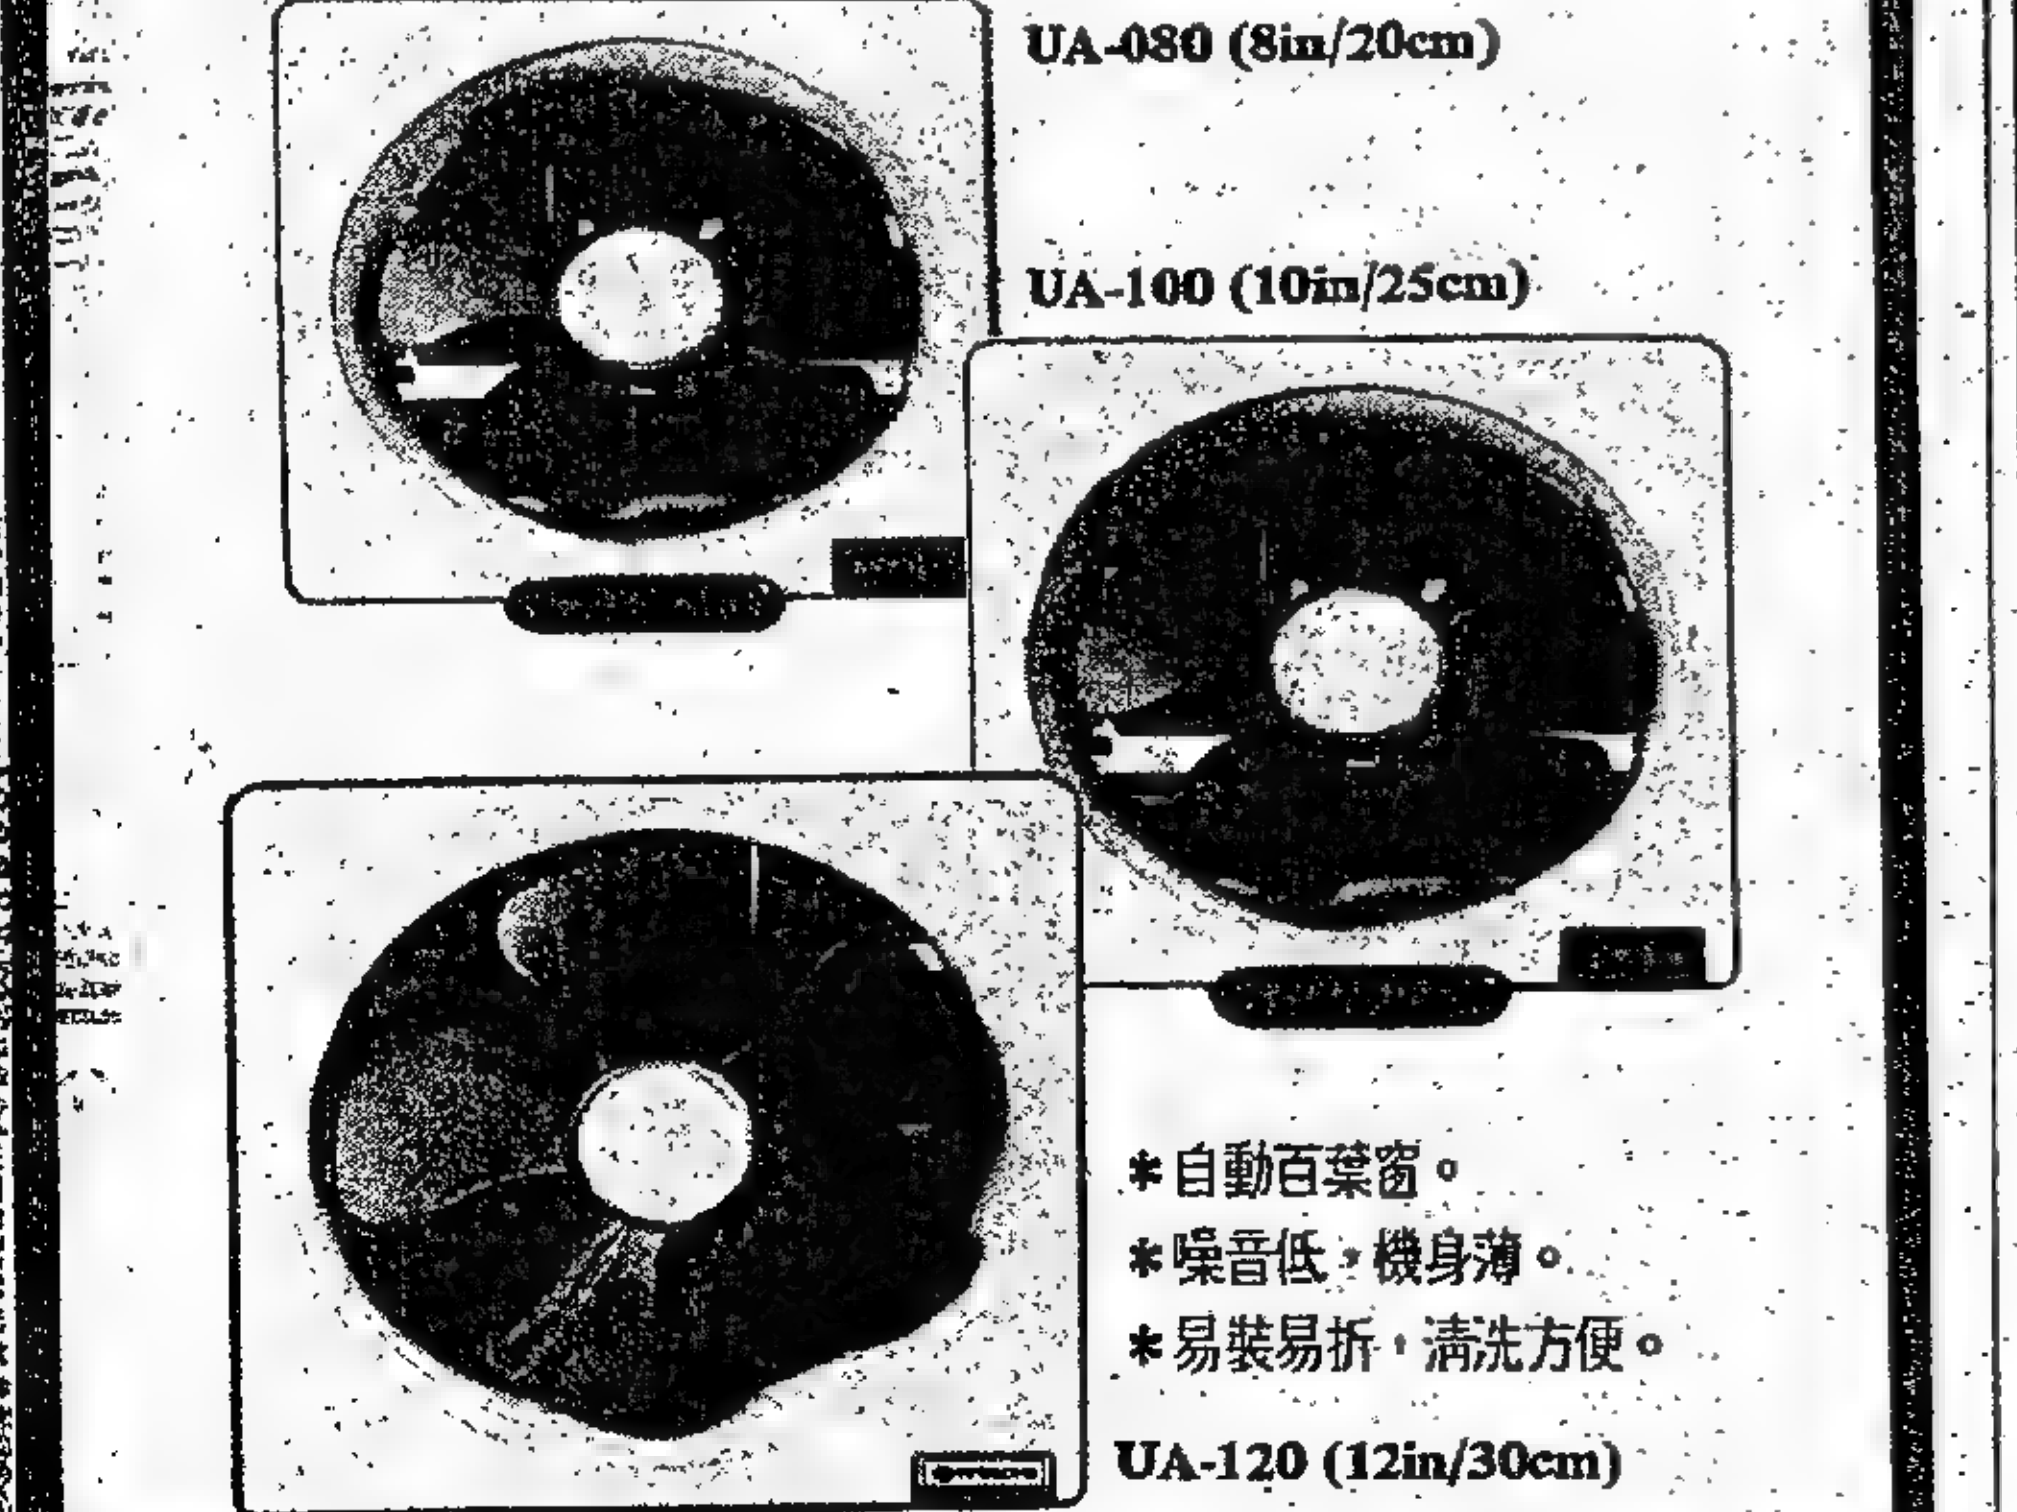 UA-080 (8in/20cm)
UA-100 (10in/25cm)
*自動百葉窗。
*噪音低,機身薄。
*易裝易拆,清洗方便。
UA-120 (12in/30cm)